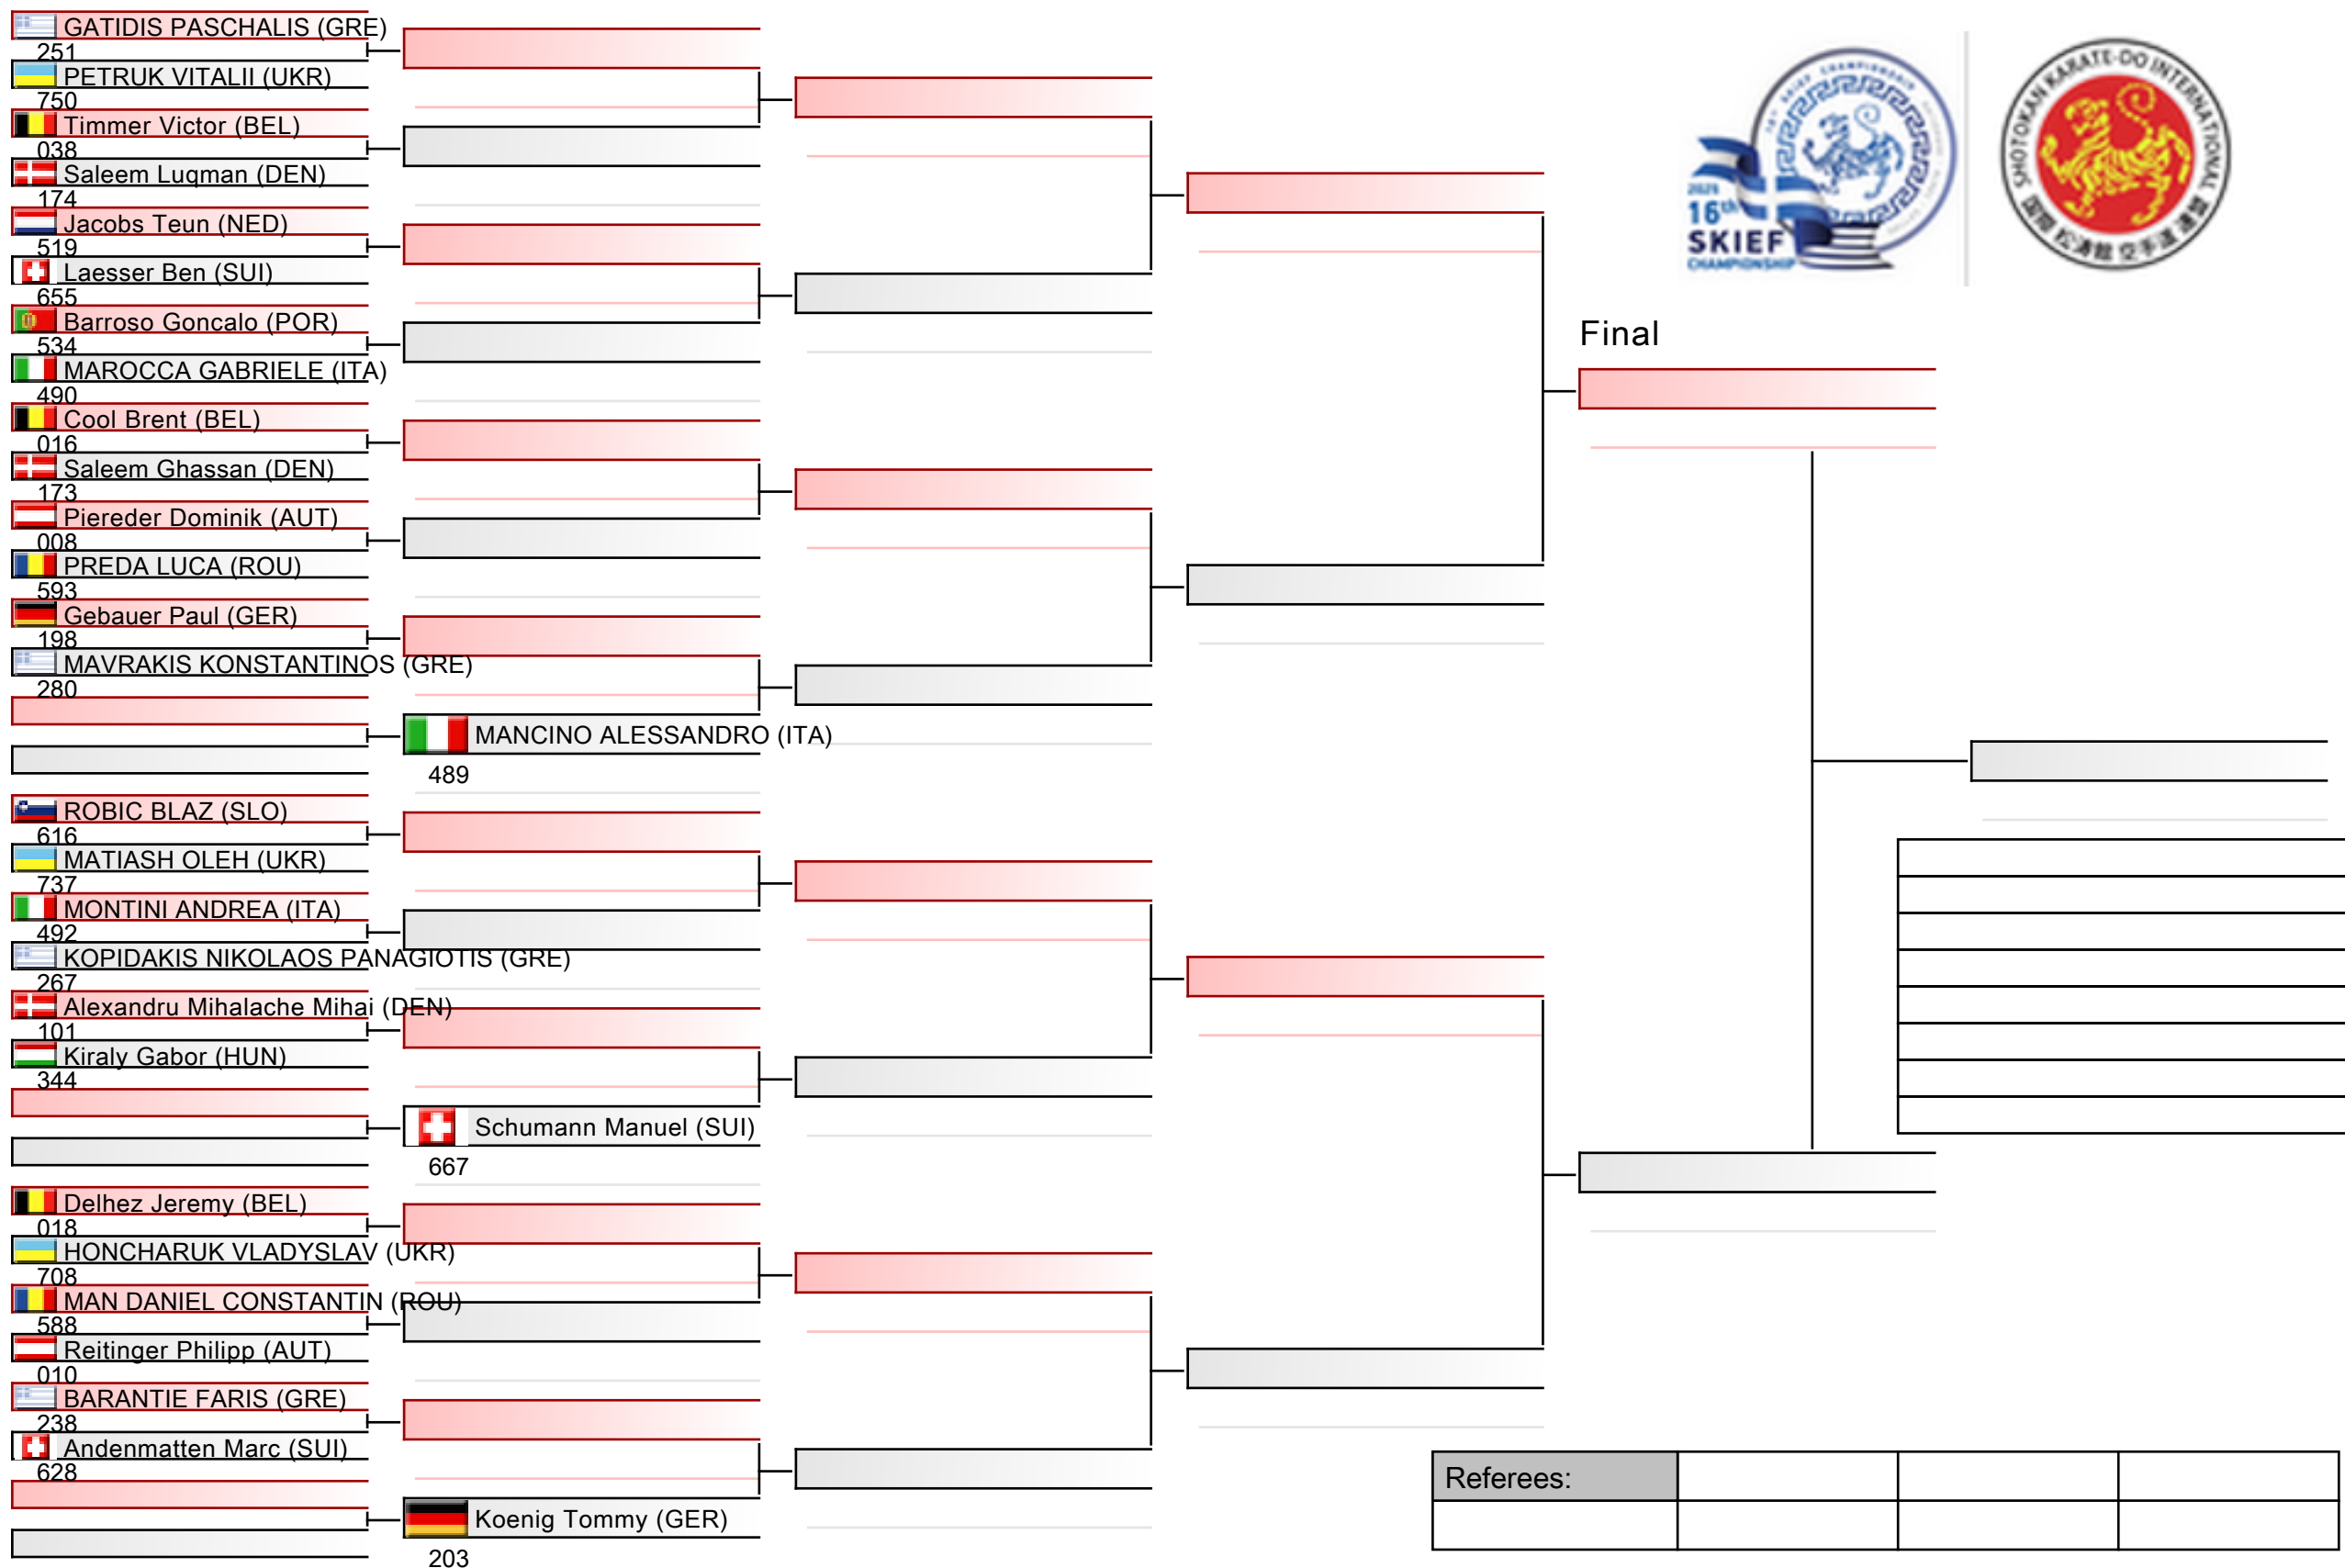 GATIDIS PASCHALIS (GRE)
251
PETRUK VITALII (UKR)
750
Timmer Victor (BEL)
038
Saleem Luqman (DEN)
174
Jacobs Teun (NED)
519
Laesser Ben (SUI)
655
Barroso Goncalo (POR)
534
MAROCCA GABRIELE (ITA)
490
Cool Brent (BEL)
016
Saleem Ghassan (DEN)
173
Piereder Dominik (AUT)
008
PREDA LUCA (ROU)
593
Gebauer Paul (GER)
198
MAVRAKIS KONSTANTINOS (GRE)
280
MANCINO ALESSANDRO (ITA)
489
ROBIC BLAZ (SLO)
616
MATIASH OLEH (UKR)
737
MONTINI ANDREA (ITA)
492
KOPIDAKIS NIKOLAOS PANAGIOTIS (GRE)
267
Alexandru Mihalache Mihai (DEN)
101
Kiraly Gabor (HUN)
344
Schumann Manuel (SUI)
667
Delhez Jeremy (BEL)
018
HONCHARUK VLADYSLAV (UKR)
708
MAN DANIEL CONSTANTIN (ROU)
588
Reitinger Philipp (AUT)
010
BARANTIE FARIS (GRE)
238
Andenmatten Marc (SUI)
628
Koenig Tommy (GER)
203
16th
SKIEF
CHAMPIONSHIP
SHOTOKAN KARATE-DO INTERNATIONAL
Final
Referees: